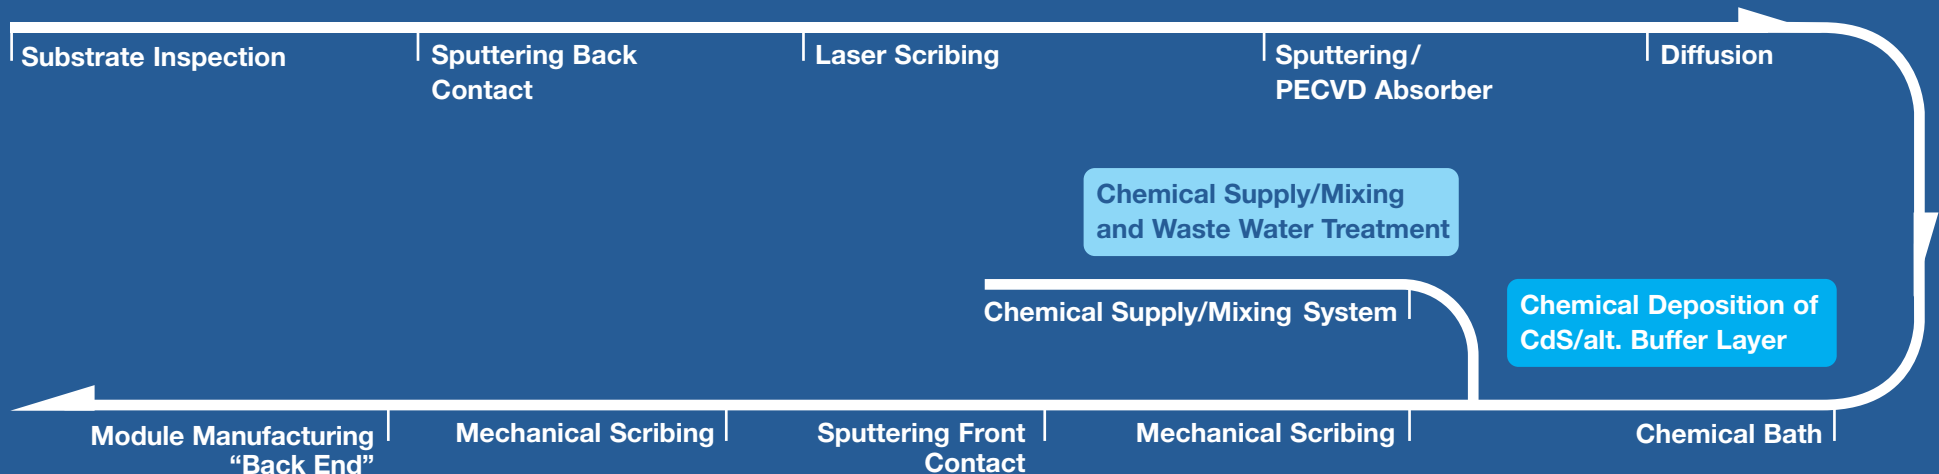 Substrate Inspection
Sputtering Back
Contact
Laser Scribing
Sputtering/
PECVD Absorber
Diffusion
Chemical Supply/Mixing
and Waste Water Treatment
Chemical Supply/Mixing System
Chemical Deposition of
CdS/alt. Buffer Layer
Module Manufacturing
“Back End”
Mechanical Scribing
Sputtering Front
Contact
Mechanical Scribing
Chemical Bath